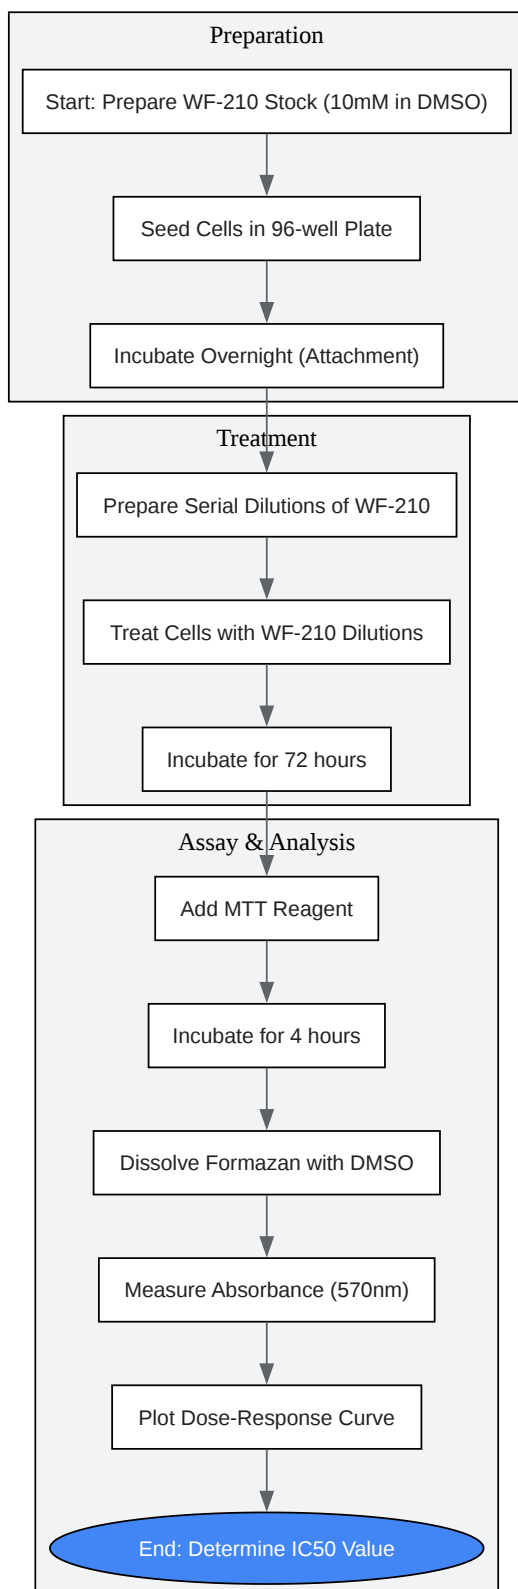 Preparation
Start: Prepare WF-210 Stock (10mM in DMSO)
Seed Cells in 96-well Plate
Incubate Overnight (Attachment)
Treatment
Prepare Serial Dilutions of WF-210
Treat Cells with WF-210 Dilutions
Incubate for 72 hours
Assay & Analysis
Add MTT Reagent
Incubate for 4 hours
Dissolve Formazan with DMSO
Measure Absorbance (570nm)
Plot Dose-Response Curve
End: Determine IC50 Value